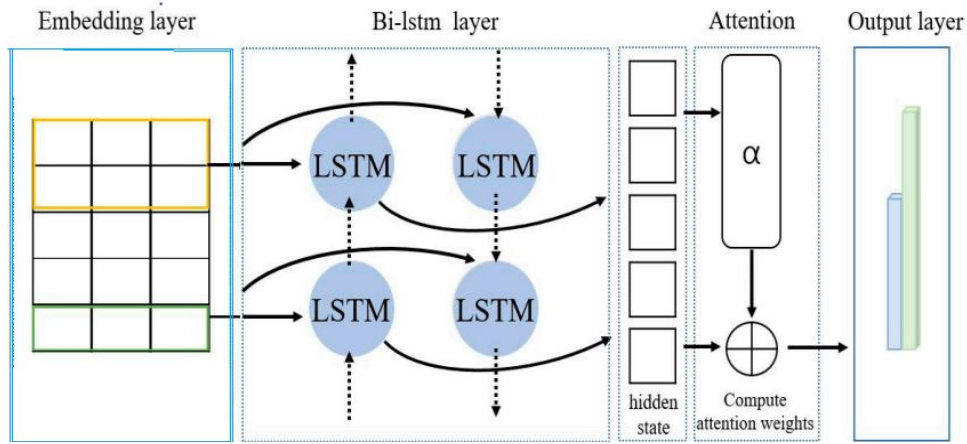 Embedding layer
Bi-lstm layer
Attention
Output layer
LSTM
LSTM
α
LSTM
LSTM
hidden
state
Compute
attention weights